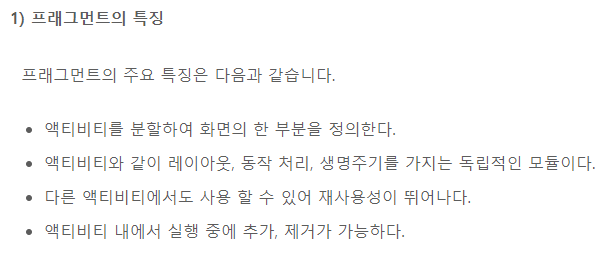 1) 프래그먼트의 특징
프래그먼트의 주요 특징은 다음과 같습니다.
• 액티비티를 분할하여 화면의 한 부분을 정의한다.
• 액티비티와 같이 레이아웃, 동작 처리, 생명주기를 가지는 독립적인 모듈이다.
• 다른 액티비티에서도 사용 할 수 있어 재사용성이 뛰어나다.
• 액티비티 내에서 실행 중에 추가, 제거가 가능하다.